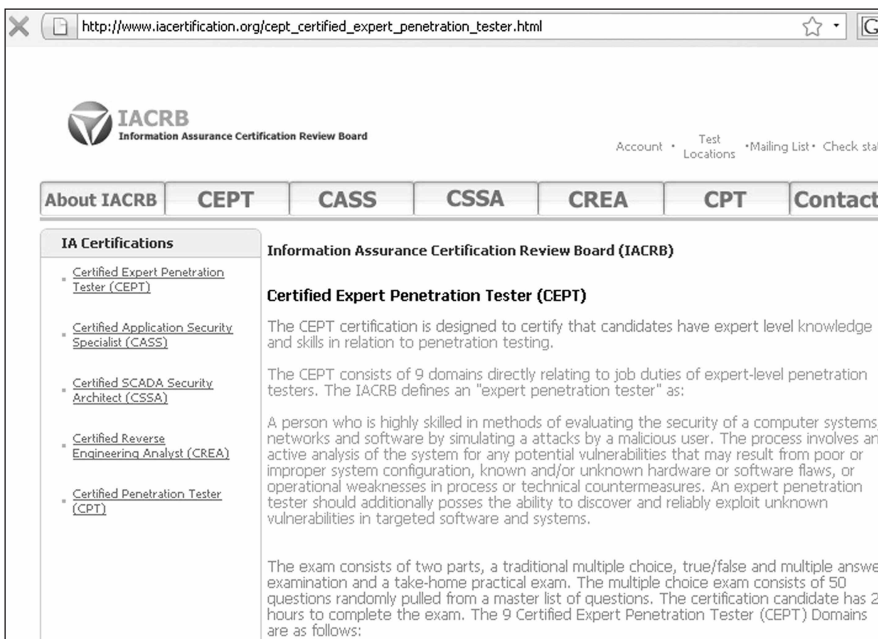 http://www.iacertification.org/cept_certified_expert_penetration_tester.html
G
IACRB
Information Assurance Certification Review Board
Account • Test Locations • Mailing List • Check sta
About IACRB CEPT CASS CSSA CREA CPT Contact
IA Certifications
Certified Expert Penetration
Tester (CEPT)
Certified Application Security
Specialist (CASS)
Certified SCADA Security
Architect (CSSA)
Certified Reverse
Engineering Analyst (CREA)
Certified Penetration Tester
(CPT)
Information Assurance Certification Review Board (IACRB)
Certified Expert Penetration Tester (CEPT)
The CEPT certification is designed to certify that candidates have expert level knowledge
and skills in relation to penetration testing.
The CEPT consists of 9 domains directly relating to job duties of expert-level penetration
testers. The IACRB defines an "expert penetration tester" as:
A person who is highly skilled in methods of evaluating the security of a computer systems,
networks and software by simulating a attacks by a malicious user. The process involves an
active analysis of the system for any potential vulnerabilities that may result from poor or
improper system configuration, known and/or unknown hardware or software flaws, or
operational weaknesses in process or technical countermeasures. An expert penetration
tester should additionally posses the ability to discover and reliably exploit unknown
vulnerabilities in targeted software and systems.
The exam consists of two parts, a traditional multiple choice, true/false and multiple answe
examination and a take-home practical exam. The multiple choice exam consists of 50
questions randomly pulled from a master list of questions. The certification candidate has 2
hours to complete the exam. The 9 Certified Expert Penetration Tester (CEPT) Domains
are as follows: